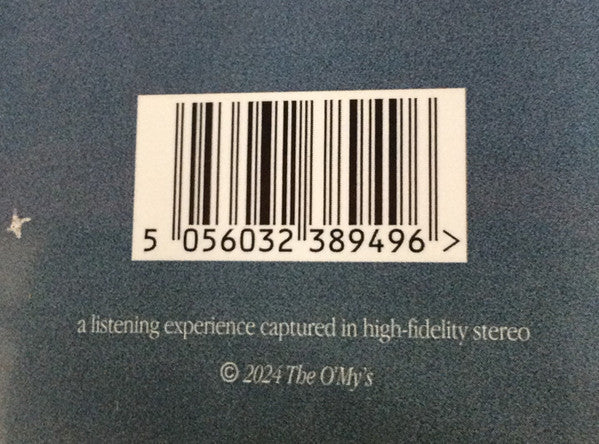 5 056032 389496 >
a listening experience captured in high-fidelity stereo
© 2024 The O'My's